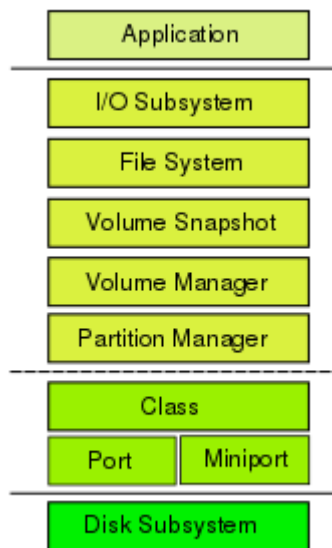 Application
I/O Subsystem
File System
Volume Snapshot
Volume Manager
Partition Manager
Class
Port Miniport
Disk Subsystem